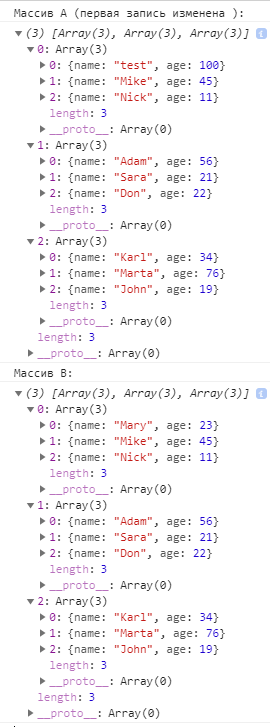 Массив А (первая запись изменена ):
(3) [Array(3), Array(3), Array(3)]
0: Array(3)
0: {name: "test", age: 100}
1: {name: "Mike", age: 45}
2: {name: "Nick", age: 11}
length: 3
__proto__: Array(0)
1: Array(3)
0: {name: "Adam", age: 56}
1: {name: "Sara", age: 21}
2: {name: "Don", age: 22}
length: 3
__proto__: Array(0)
2: Array(3)
0: {name: "Karl", age: 34}
1: {name: "Marta", age: 76}
2: {name: "John", age: 19}
length: 3
__proto__: Array(0)
length: 3
__proto__: Array(0)
Массив В:
(3) [Array(3), Array(3), Array(3)]
0: Array(3)
0: {name: "Mary", age: 23}
1: {name: "Mike", age: 45}
2: {name: "Nick", age: 11}
length: 3
__proto__: Array(0)
1: Array(3)
0: {name: "Adam", age: 56}
1: {name: "Sara", age: 21}
2: {name: "Don", age: 22}
length: 3
__proto__: Array(0)
2: Array(3)
0: {name: "Karl", age: 34}
1: {name: "Marta", age: 76}
2: {name: "John", age: 19}
length: 3
__proto__: Array(0)
length: 3
__proto__: Array(0)